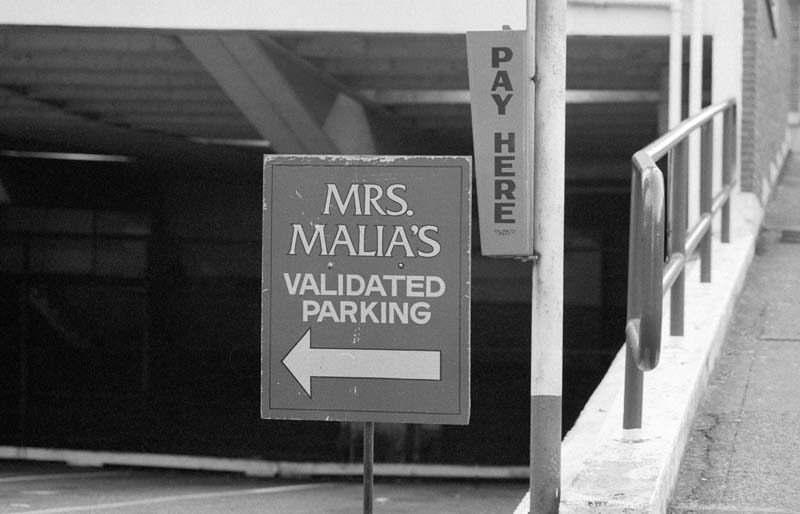 MRS.
MALIA'S
VALIDATED
PARKING
PAY HERE